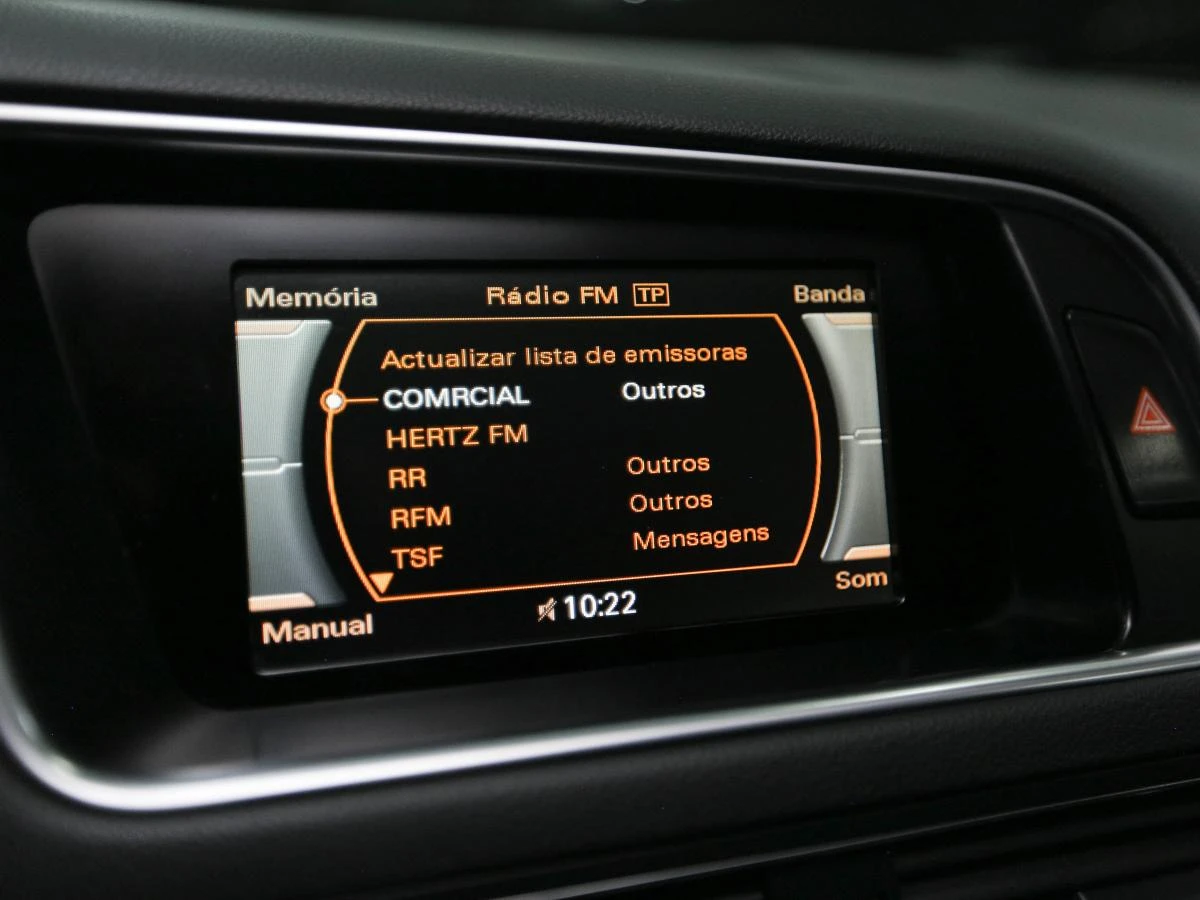 Memória Rádio FM TP Banda
Actualizar lista de emissoras
COMRCIAL Outros
HERTZ FM
RR Outros
RFM Outros
TSF Mensagens
Manual 10:22 Som